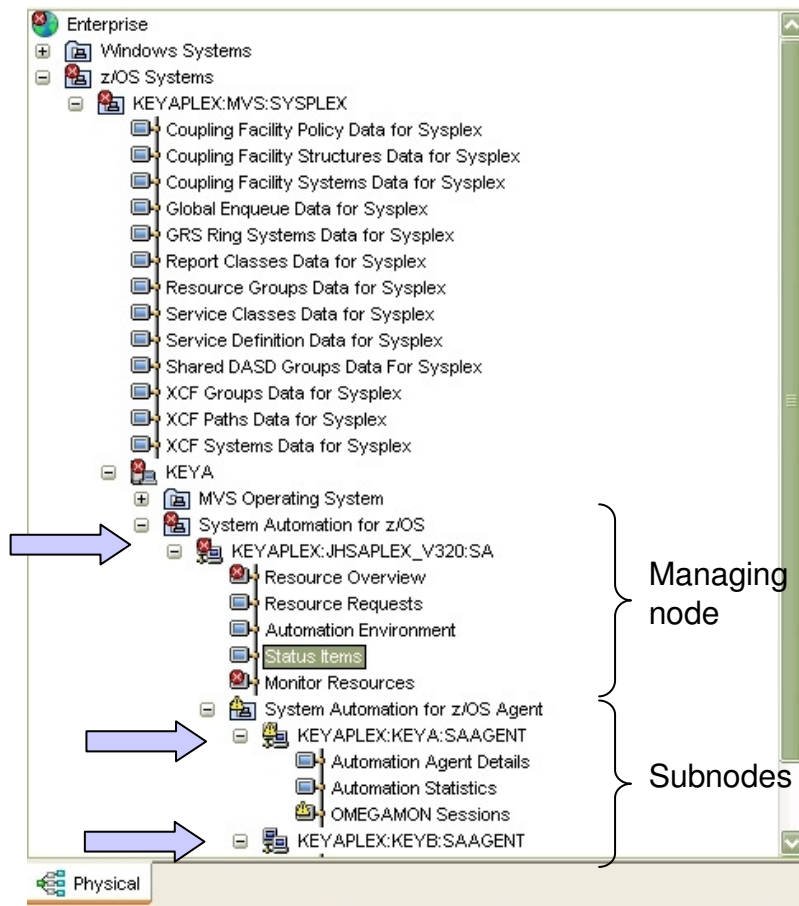 Enterprise
Windows Systems
z/OS Systems
KEYAPLEX:MVS:SYSPLEX
Coupling Facility Policy Data for Sysplex
Coupling Facility Structures Data for Sysplex
Coupling Facility Systems Data for Sysplex
Global Enqueue Data for Sysplex
GRS Ring Systems Data for Sysplex
Report Classes Data for Sysplex
Resource Groups Data for Sysplex
Service Classes Data for Sysplex
Service Definition Data for Sysplex
Shared DASD Groups Data For Sysplex
XCF Groups Data for Sysplex
XCF Paths Data for Sysplex
XCF Systems Data for Sysplex
KEYA
MVS Operating System
System Automation for z/OS
KEYAPLEX:JHSAPLEX_V320:SA
Resource Overview
Resource Requests
Automation Environment
Status Items
Monitor Resources
Managing
node
System Automation for z/OS Agent
KEYAPLEX:KEYA:SAAGENT
Automation Agent Details
Automation Statistics
OMEGAMON Sessions
KEYAPLEX:KEYB:SAAGENT
Subnodes
Physical